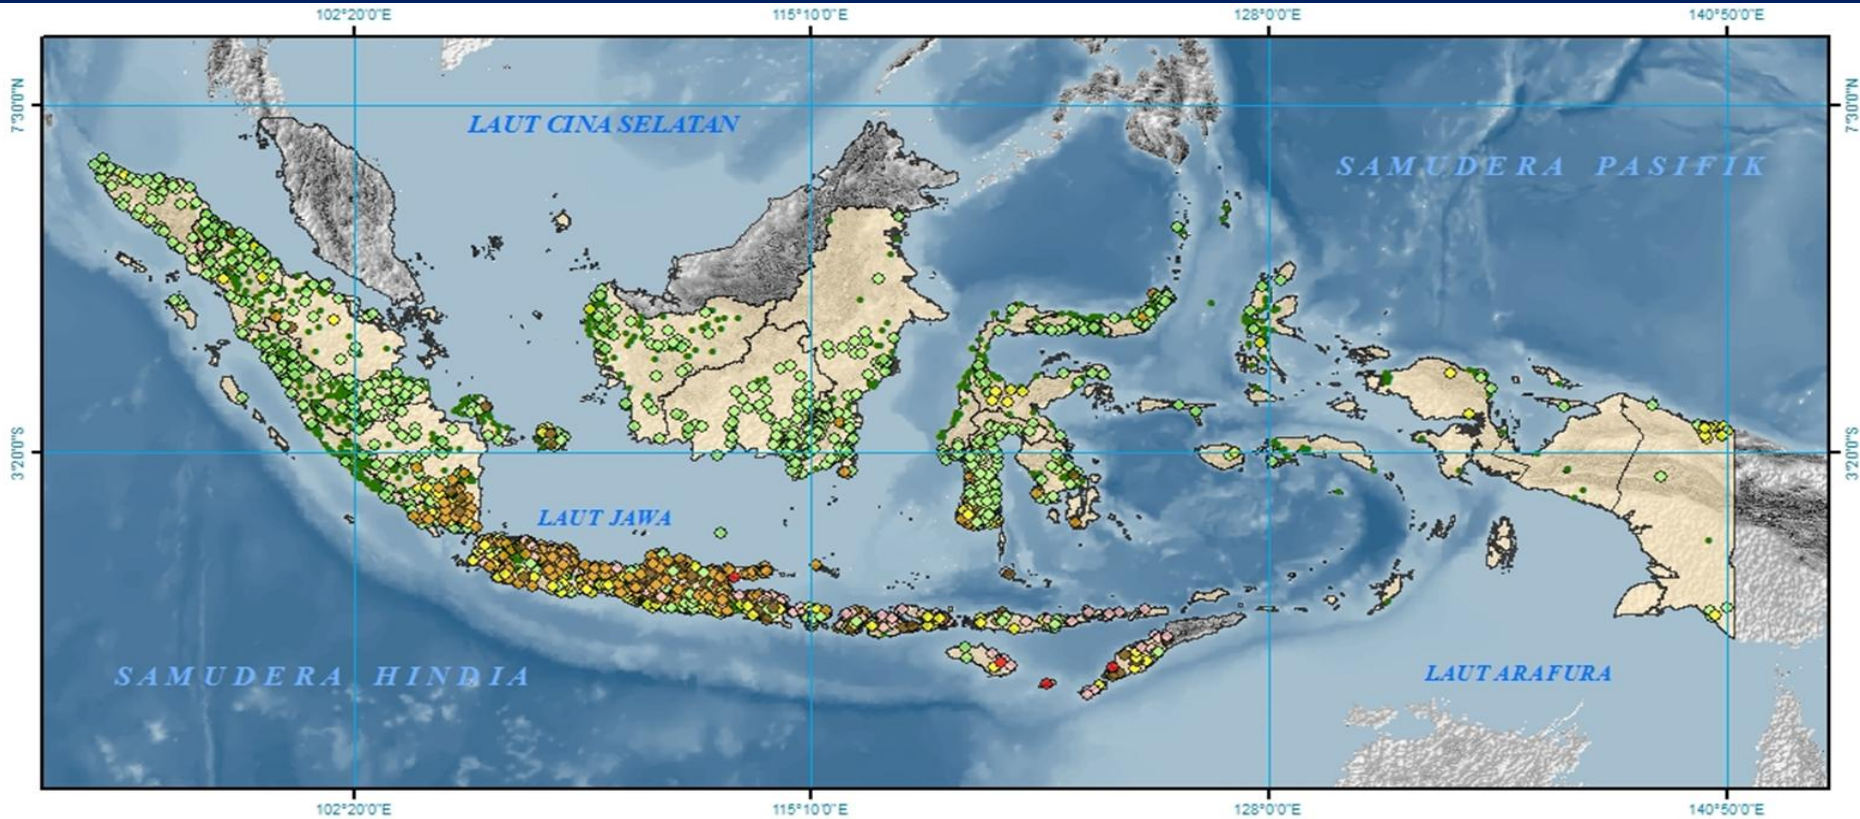 102°20'0"E
115°10'0"E
128°0'0"E
140°50'0"E
7°30'0"N
7°30'0"N
LAUT CINA SELATAN
SAMUDERA PASIFIK
3°20'0"S
3°20'0"S
LAUT JAWA
SAMUDERA HINDIA
LAUT ARAFURA
102°20'0"E
115°10'0"E
128°0'0"E
140°50'0"E